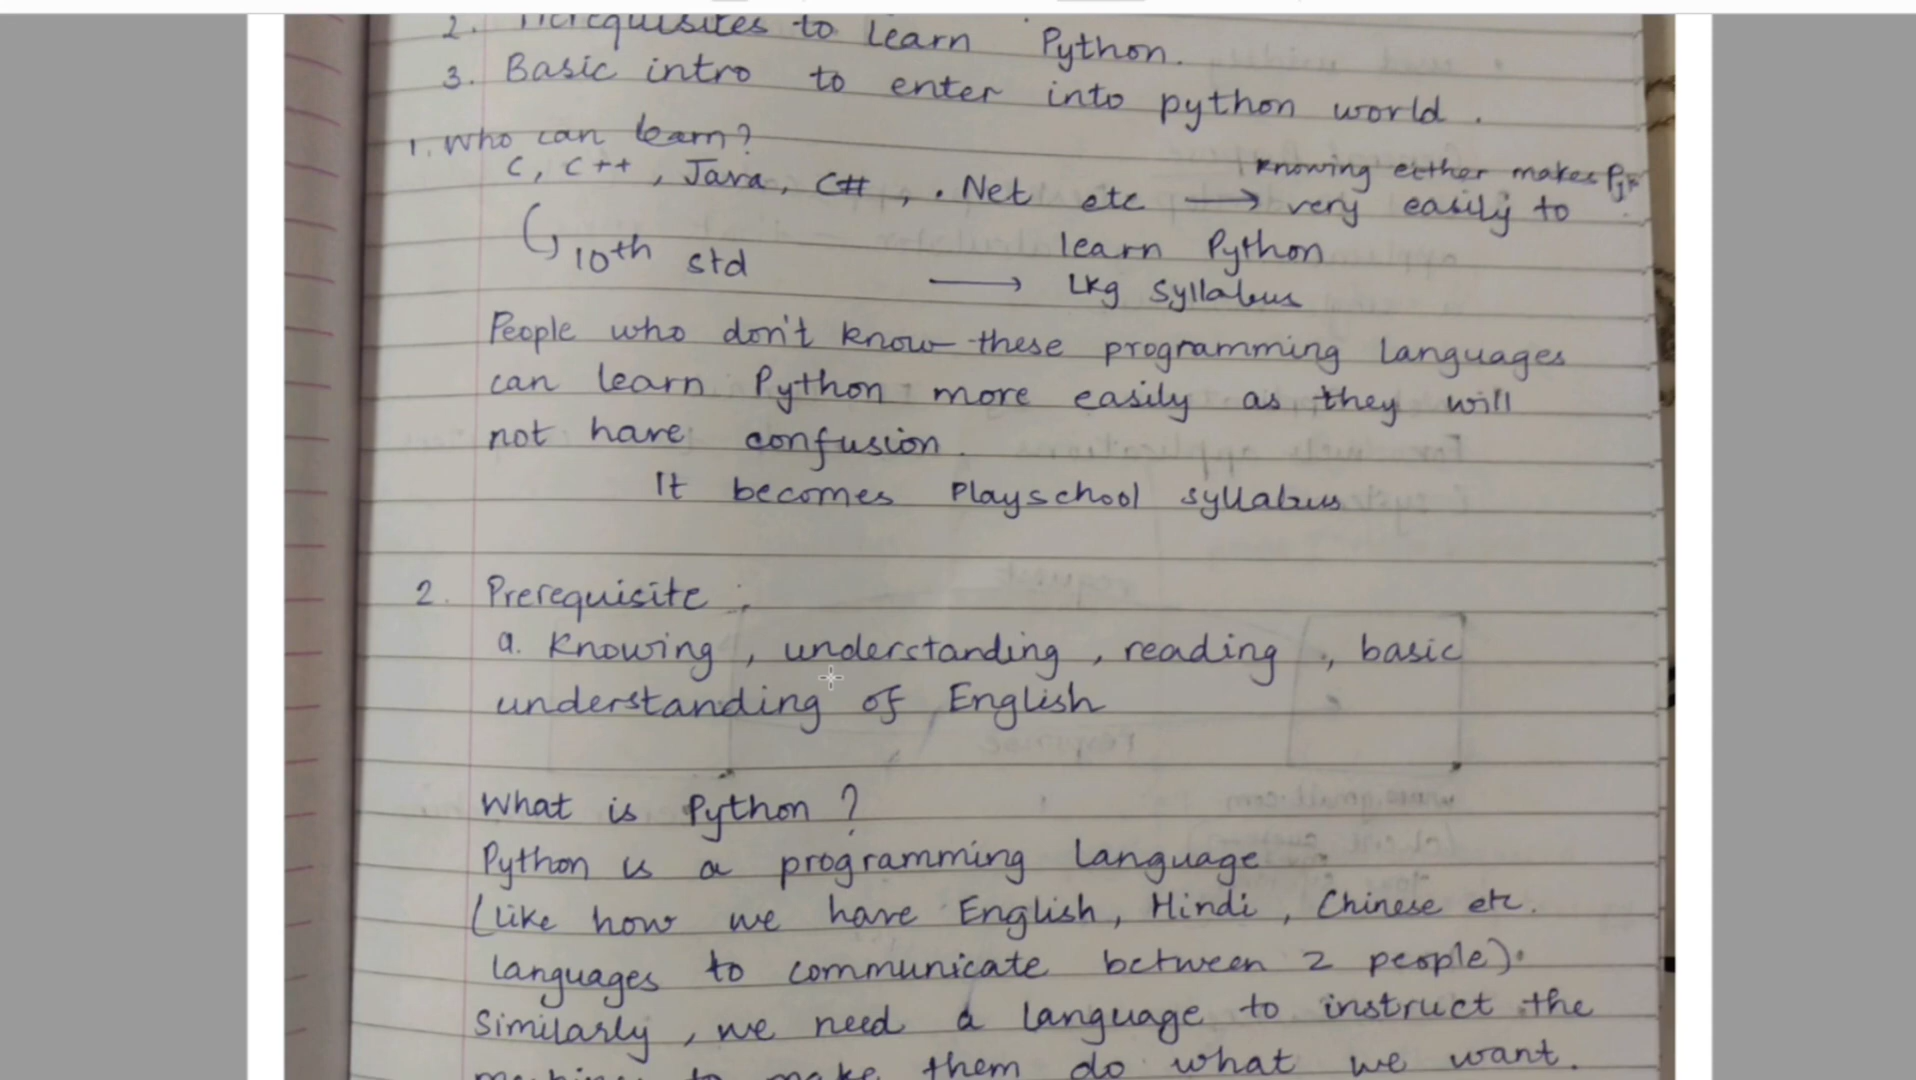 2. Prerequisites to learn Python.
3. Basic intro to enter into python world.
1. Who can learn?
C, C++, Java, C#, .Net etc → very easily to
knowing either makes
learn Python
10th std → Lkg Syllabus
People who don't know these programming languages
can learn Python more easily as they will
not have confusion.
It becomes Playschool syllabus
2. Prerequisite :
a. Knowing, understanding, reading, basic
understanding of English
What is Python ?
Python is a programming language
(like how we have English, Hindi, Chinese etc.
languages to communicate between 2 people).
Similarly, we need a language to instruct the
to make them do what we want.